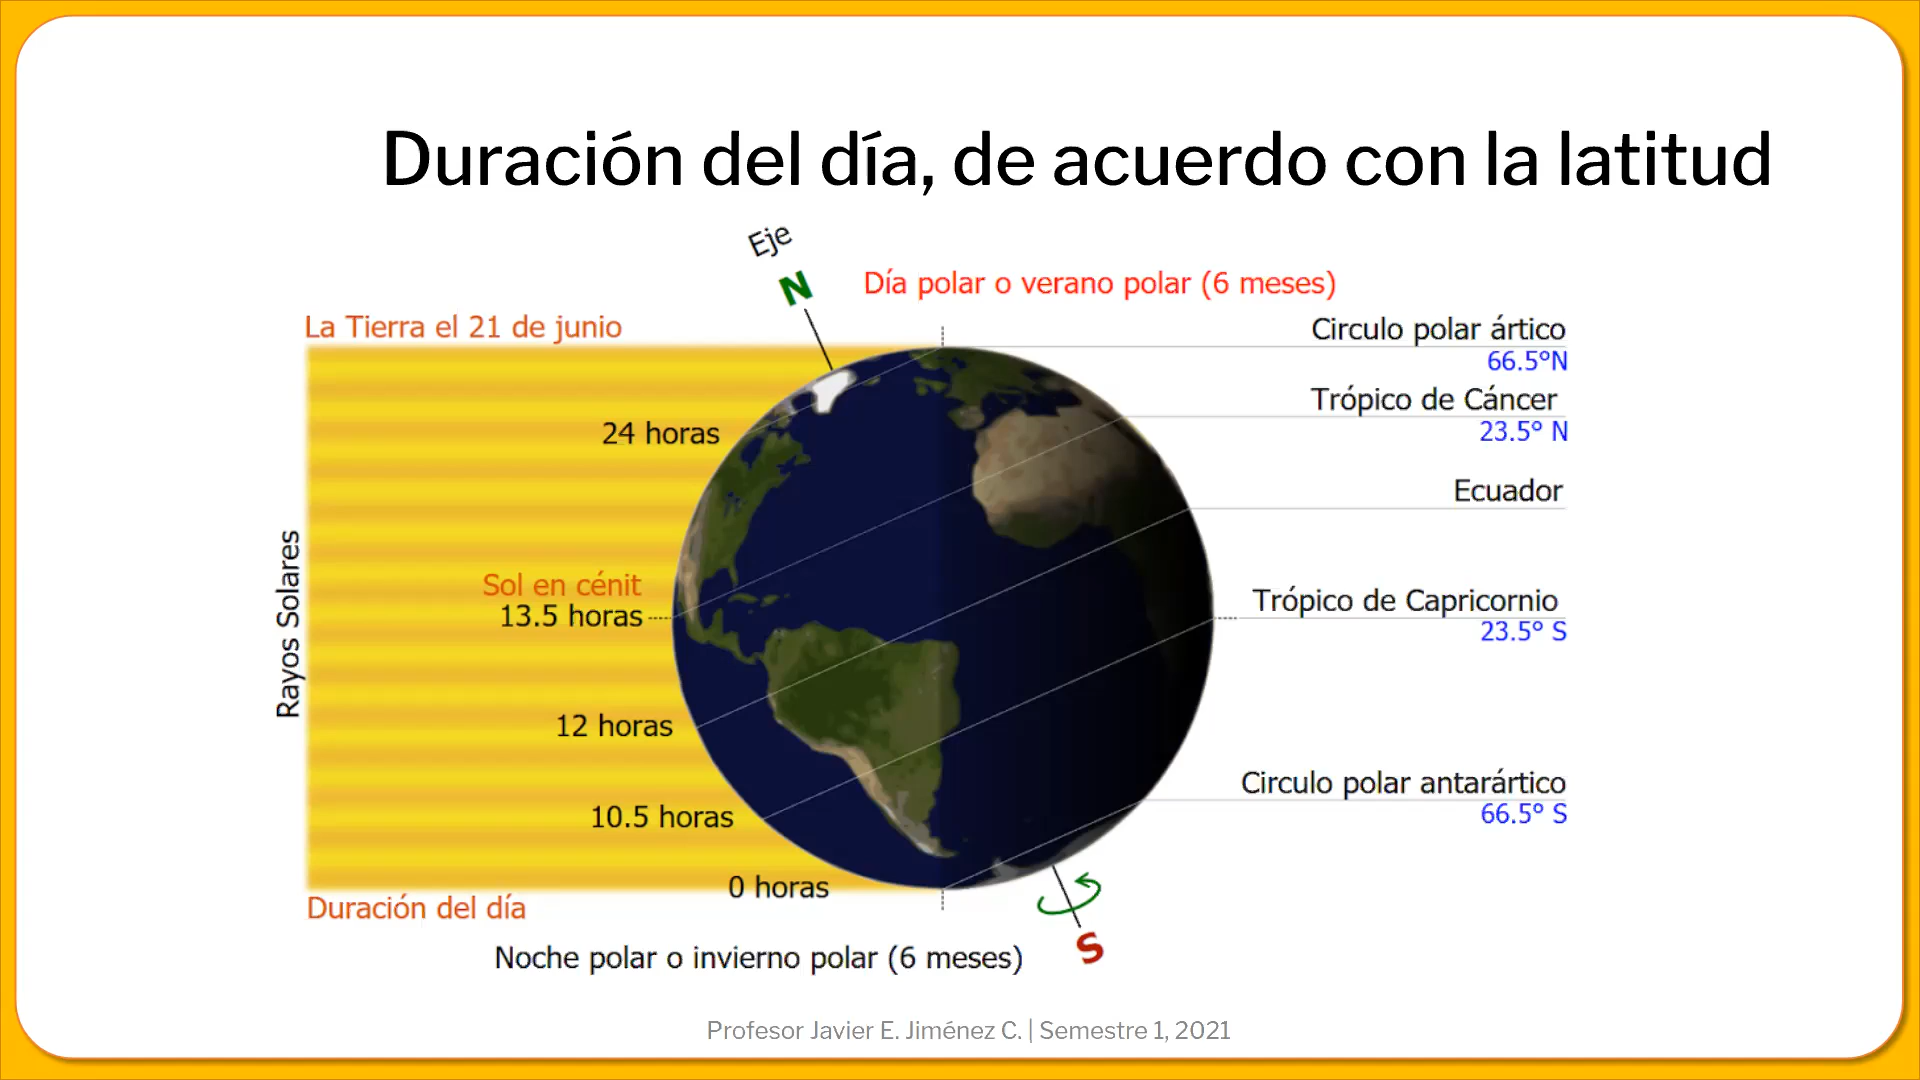 Duración del día, de acuerdo con la latitud
Eje
N
Día polar o verano polar (6 meses)
La Tierra el 21 de junio
Circulo polar ártico
66.5°N
Trópico de Cáncer
23.5° N
24 horas
Ecuador
Rayos Solares
Sol en cénit
13.5 horas
Trópico de Capricornio
23.5° S
12 horas
Circulo polar antarártico
66.5° S
10.5 horas
0 horas
Duración del día
S
Noche polar o invierno polar (6 meses)
Profesor Javier E. Jiménez C. | Semestre 1, 2021